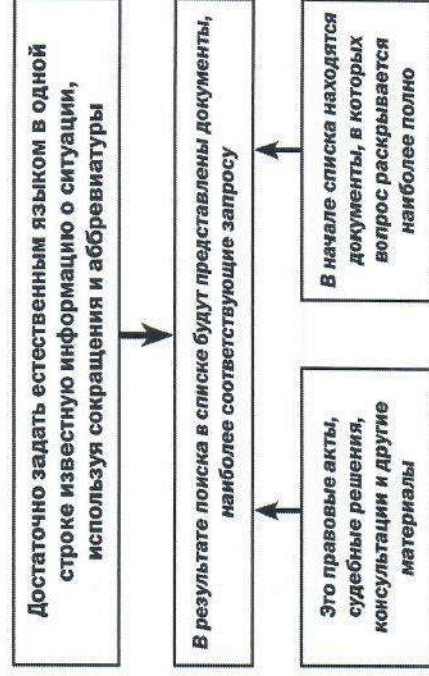 Достаточно задать естественным языком в одной
строке известную информацию о ситуации,
используя сокращения и аббревиатуры
В результате поиска в списке будут представлены документы,
наиболее соответствующие запросу
Это правовые акты,
судебные решения,
консультации и другие
материалы
В начале списка находятся
документы, в которых
вопрос раскрывается
наиболее полно